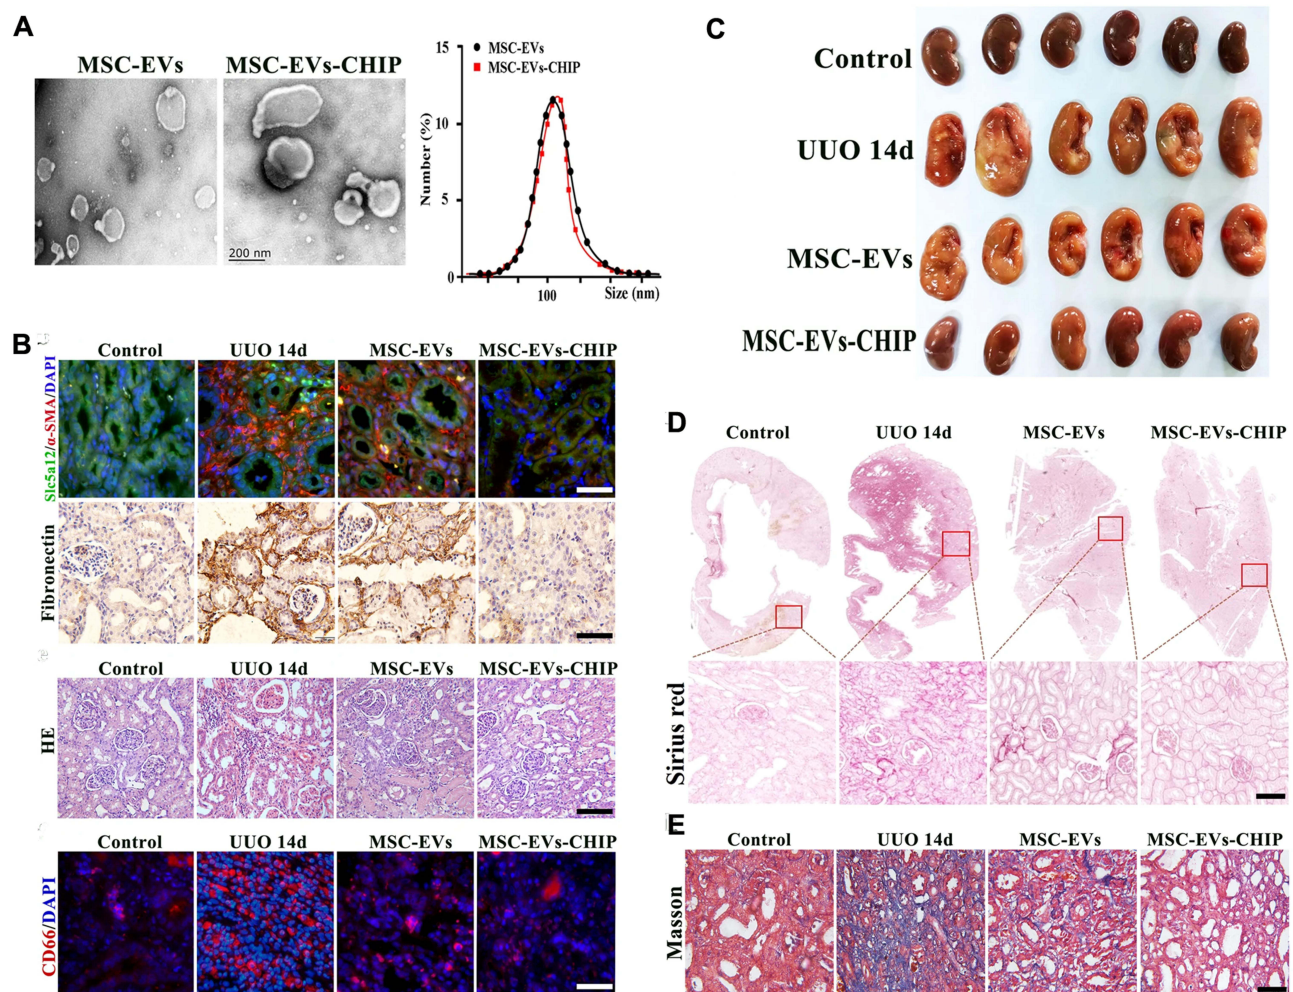 A
MSC-EVs
MSC-EVs-CHIP
200 nm
15
10
5
0
Number (%)
MSC-EVs
MSC-EVs-CHIP
100
Size (nm)
C
Control
UUO 14d
MSC-EVs
MSC-EVs-CHIP
B
Control
UUO 14d
MSC-EVs
MSC-EVs-CHIP
Slc5a12/α-SMA/DAPI
Fibronectin
Control
UUO 14d
MSC-EVs
MSC-EVs-CHIP
HE
Control
UUO 14d
MSC-EVs
MSC-EVs-CHIP
CD66/DAPI
D
Control
UUO 14d
MSC-EVs
MSC-EVs-CHIP
Sirius red
E
Control
UUO 14d
MSC-EVs
MSC-EVs-CHIP
Masson